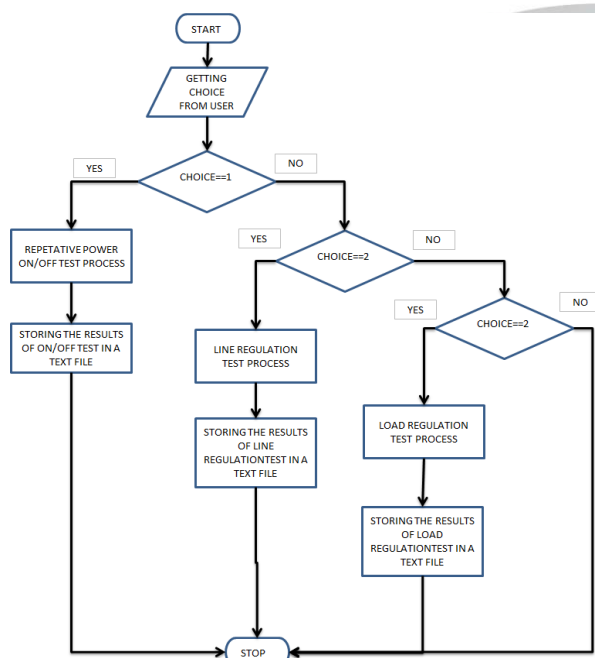 START
GETTING
CHOICE
FROM USER
YES
NO
CHOICE==1
REPETATIVE POWER
ON/OFF TEST PROCESS
YES
NO
CHOICE==2
STORING THE RESULTS
OF ON/OFF TEST IN A
TEXT FILE
LINE REGULATION
TEST PROCESS
YES
NO
CHOICE==2
STORING THE RESULTS
OF LINE
REGULATIONTEST IN A
TEXT FILE
LOAD REGULATION
TEST PROCESS
STORING THE RESULTS
OF LOAD
REGULATIONTEST IN A
TEXT FILE
STOP